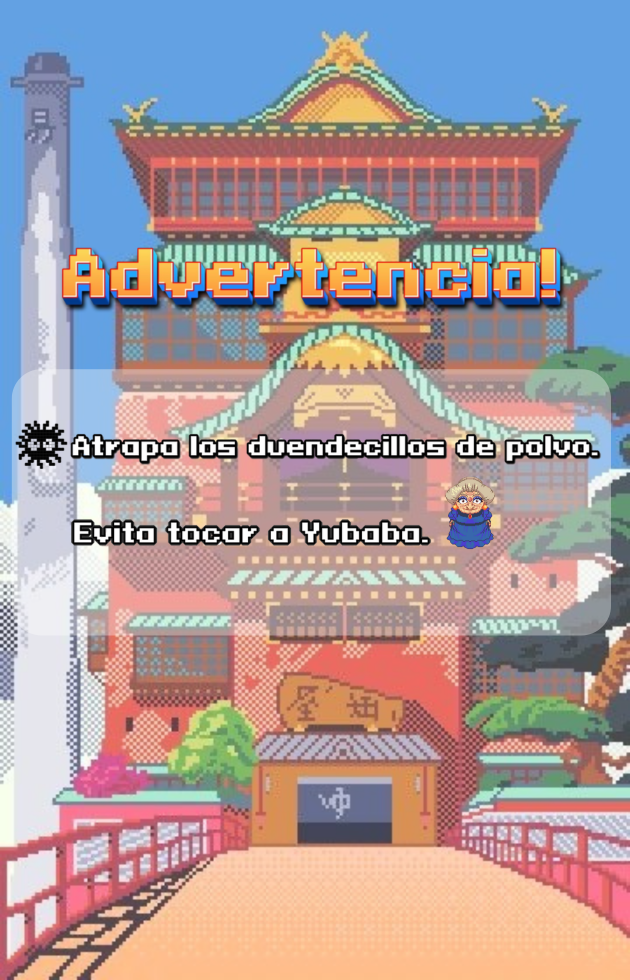 Advertencia!
Atrapa los duendecillos de polvo.
Evita tocar a Yubaba.